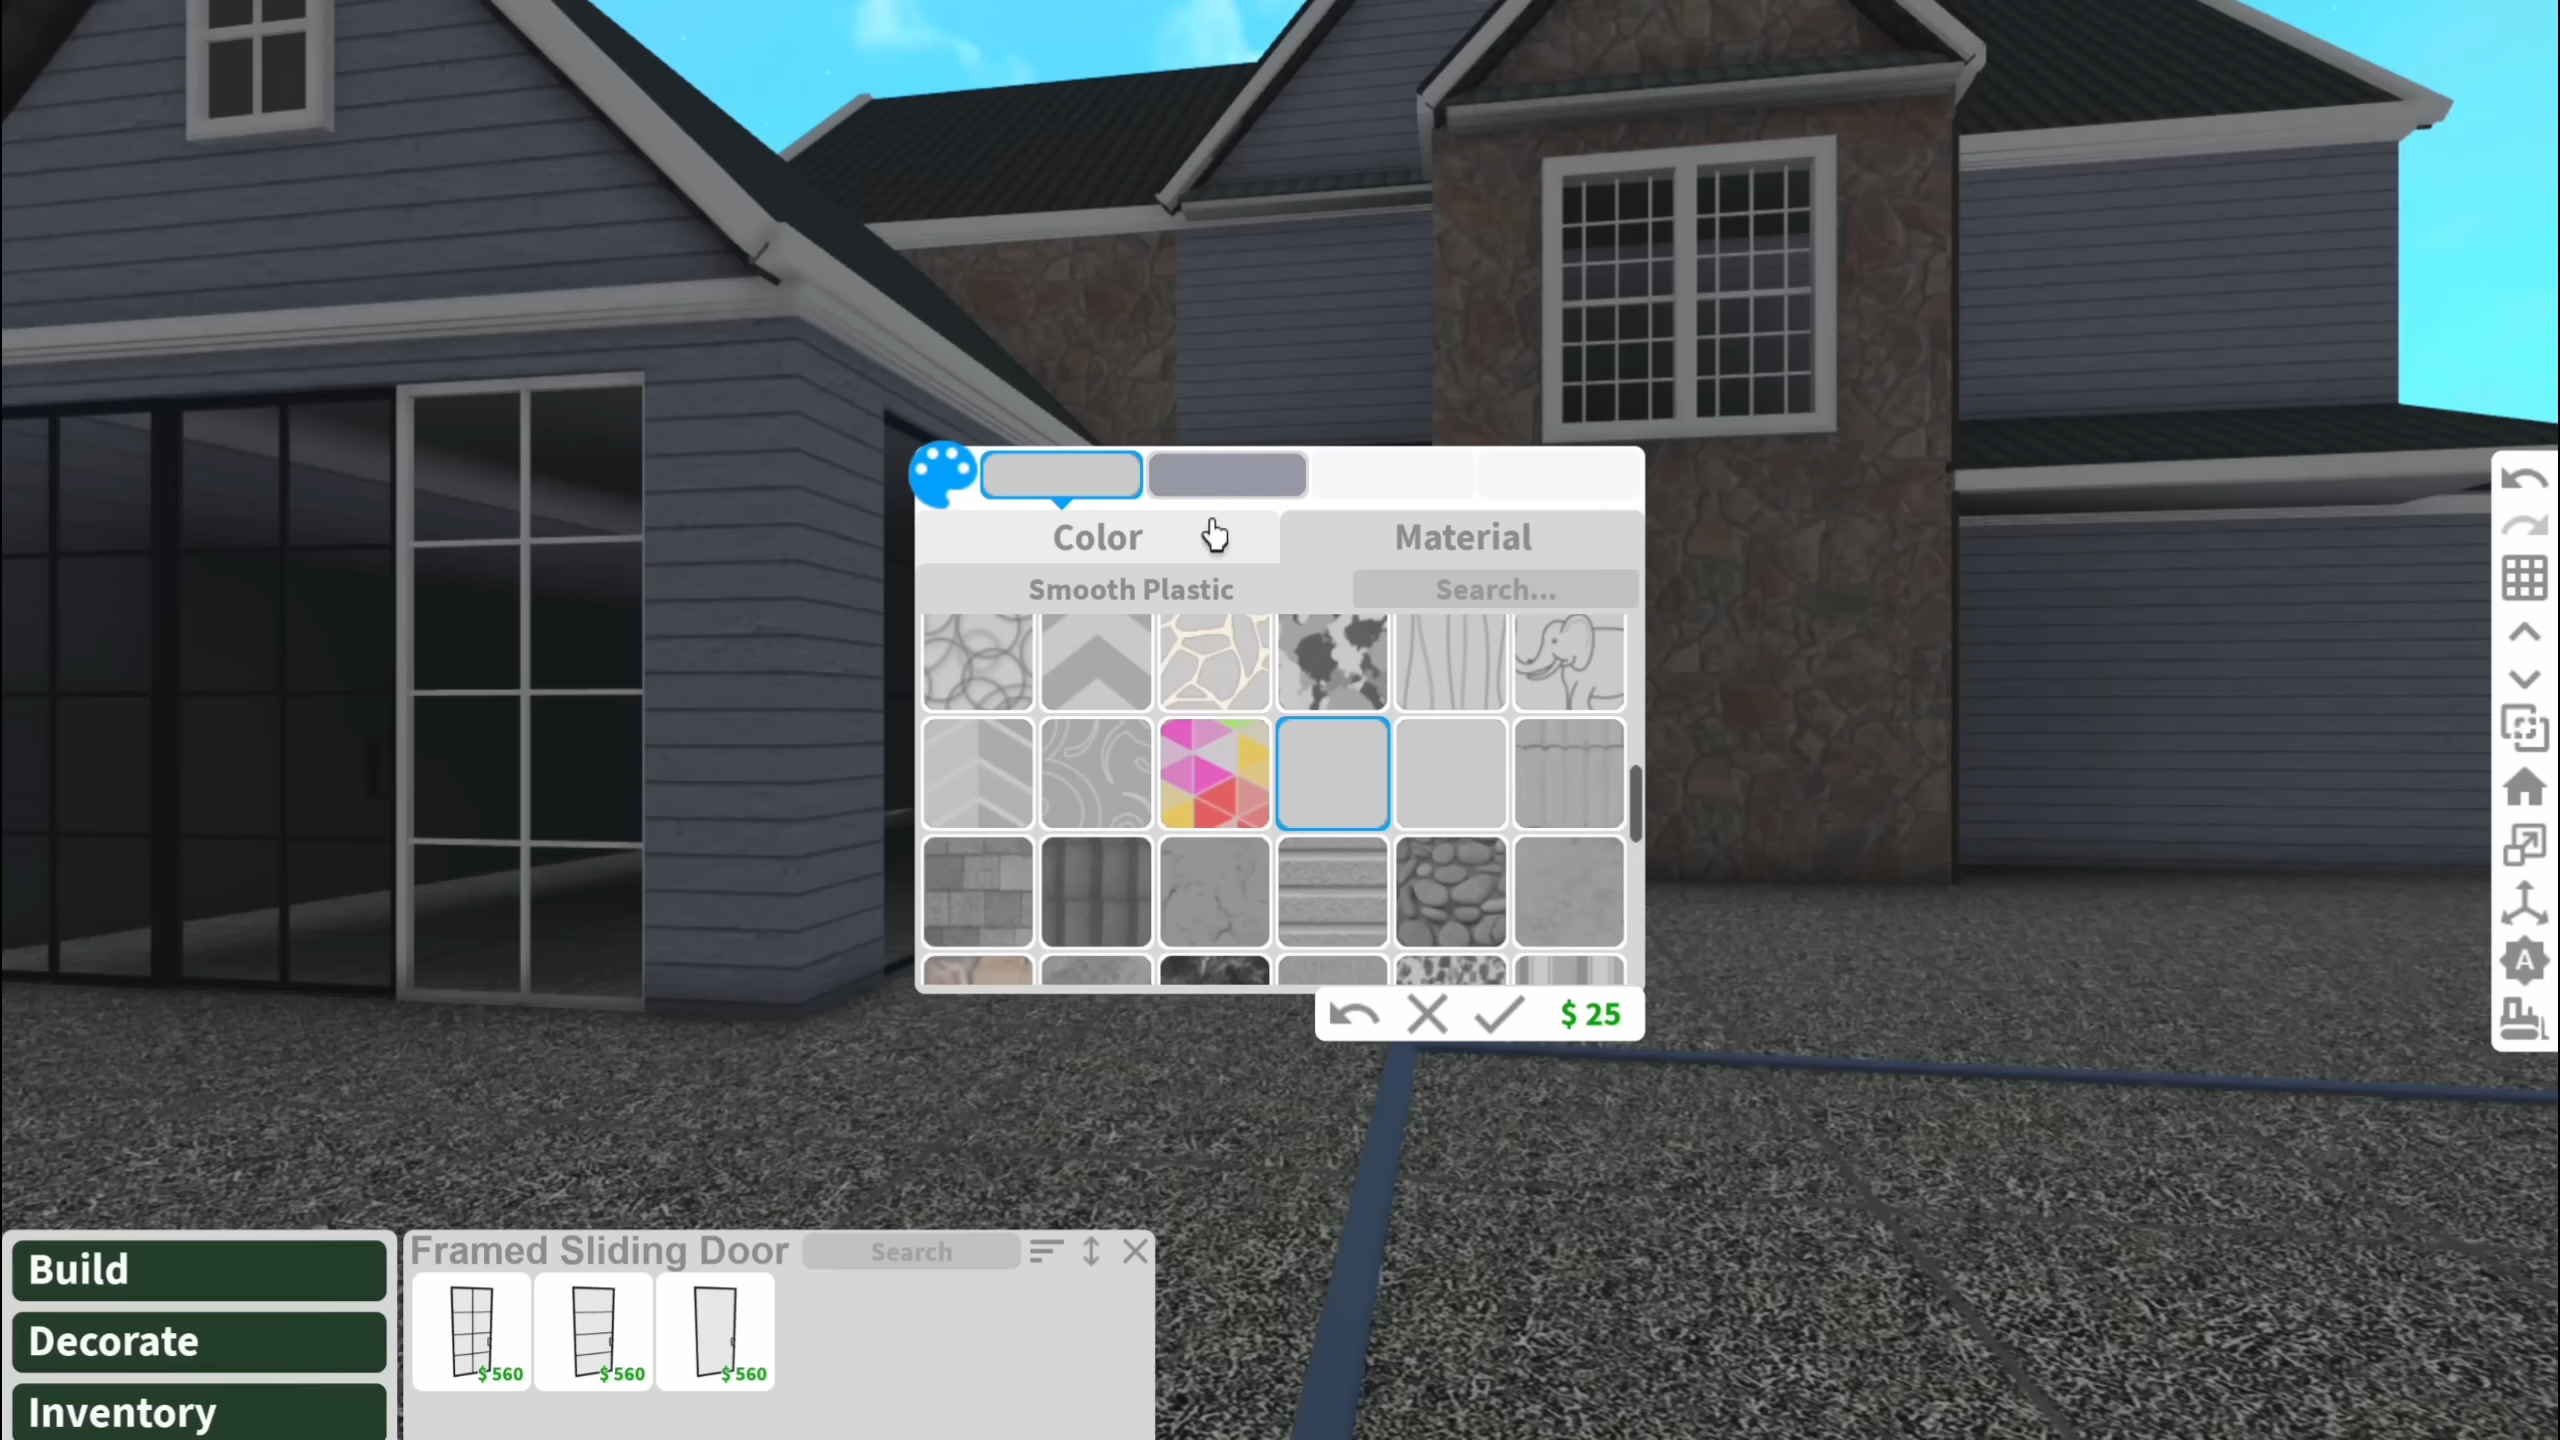 Color
Material
Smooth Plastic
Search...
$ 25
A
Build
Decorate
Inventory
Framed Sliding Door
Search
$560
$560
$560